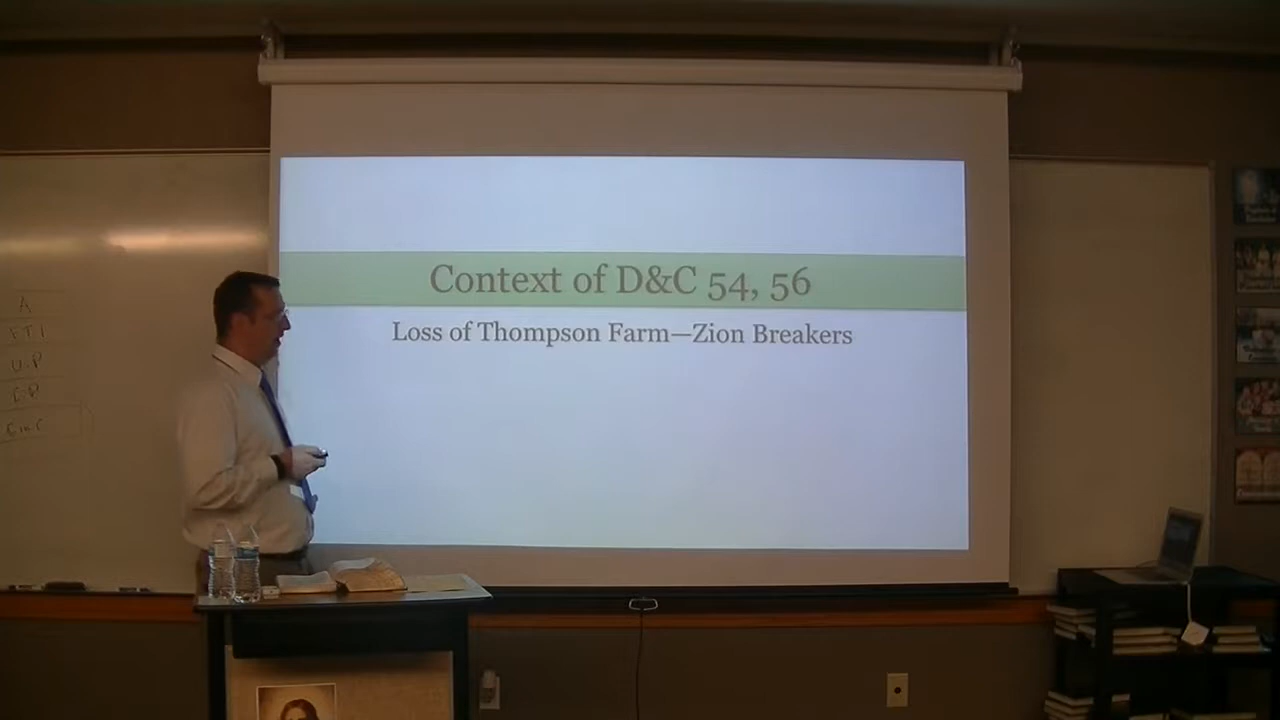 Context of D&C 54, 56
Loss of Thompson Farm—Zion Breakers
A